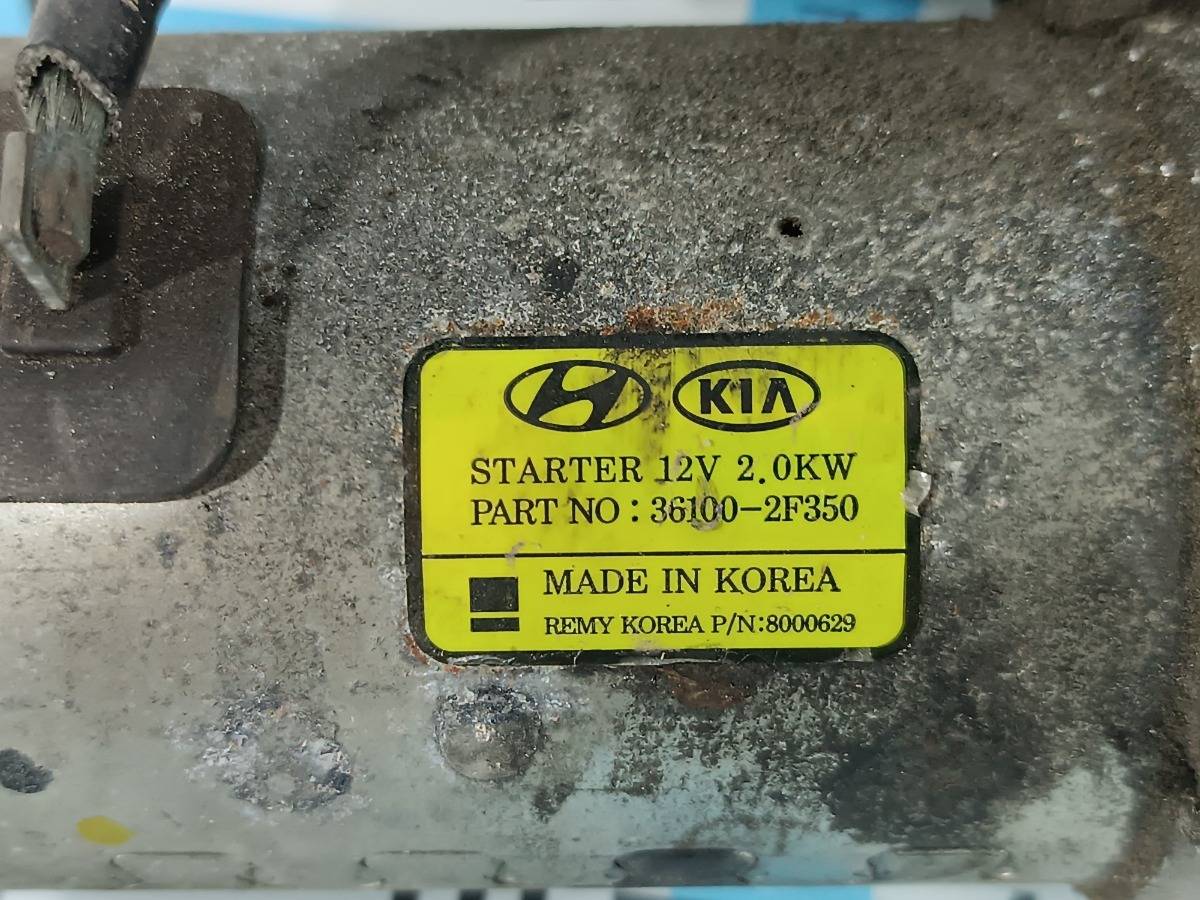 KIA
STARTER 12V 2.0KW
PART NO : 36100-2F350
MADE IN KOREA
REMY KOREA P/N:8000629